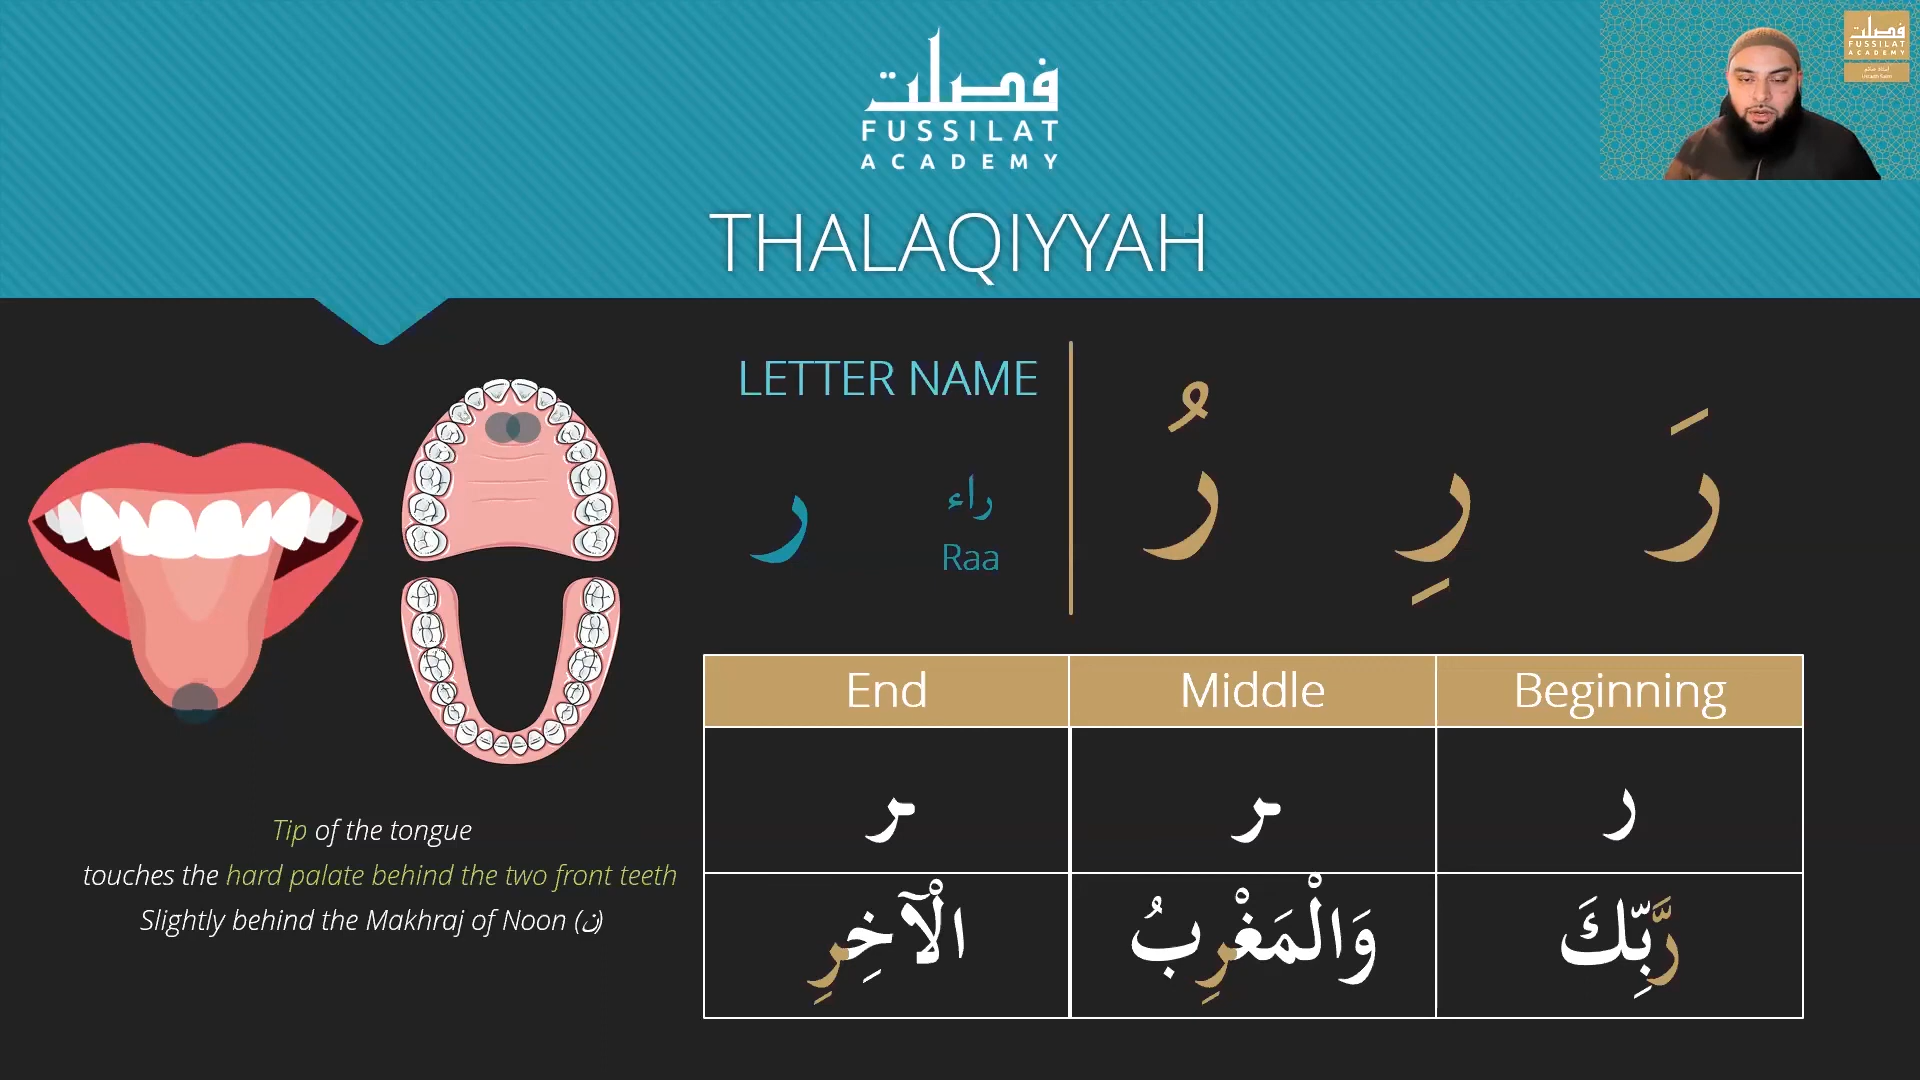 فصلت
FUSSILAT
ACADEMY
THALAQIYYAH
فصلت
FUSSILAT
ACADEMY
LETTER NAME
ر
راء
Raa
رَ رِ رُ
End Middle Beginning
ر ـر ـر
رَّبِّكَ وَالْمَغْرِبُ الْآخِرِ
Tip of the tongue
touches the hard palate behind the two front teeth
Slightly behind the Makhraj of Noon (ن)